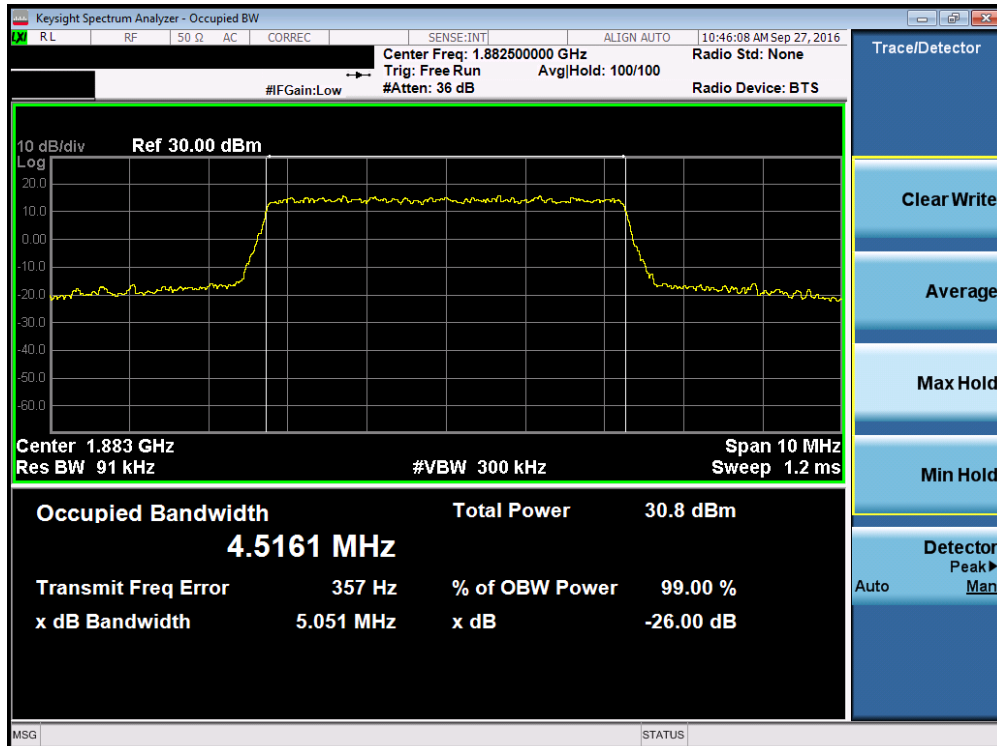 Keysight Spectrum Analyzer - Occupied BW
LXI RL RF 50 Ω AC CORREC SENSE:INT ALIGN AUTO 10:46:08 AM Sep 27, 2016
Center Freq: 1.882500000 GHz Radio Std: None
Trig: Free Run Avg|Hold: 100/100
#IFGain:Low #Atten: 36 dB Radio Device: BTS
10 dB/div Ref 30.00 dBm
Log
20.0
10.0
0.00
-10.0
-20.0
-30.0
-40.0
-50.0
-60.0
Center 1.883 GHz Span 10 MHz
Res BW 91 kHz #VBW 300 kHz Sweep 1.2 ms
Occupied Bandwidth Total Power 30.8 dBm
4.5161 MHz
Transmit Freq Error 357 Hz % of OBW Power 99.00 %
x dB Bandwidth 5.051 MHz x dB -26.00 dB
Trace/Detector
Clear Write
Average
Max Hold
Min Hold
Detector
Peak▶
Auto Man
MSG STATUS